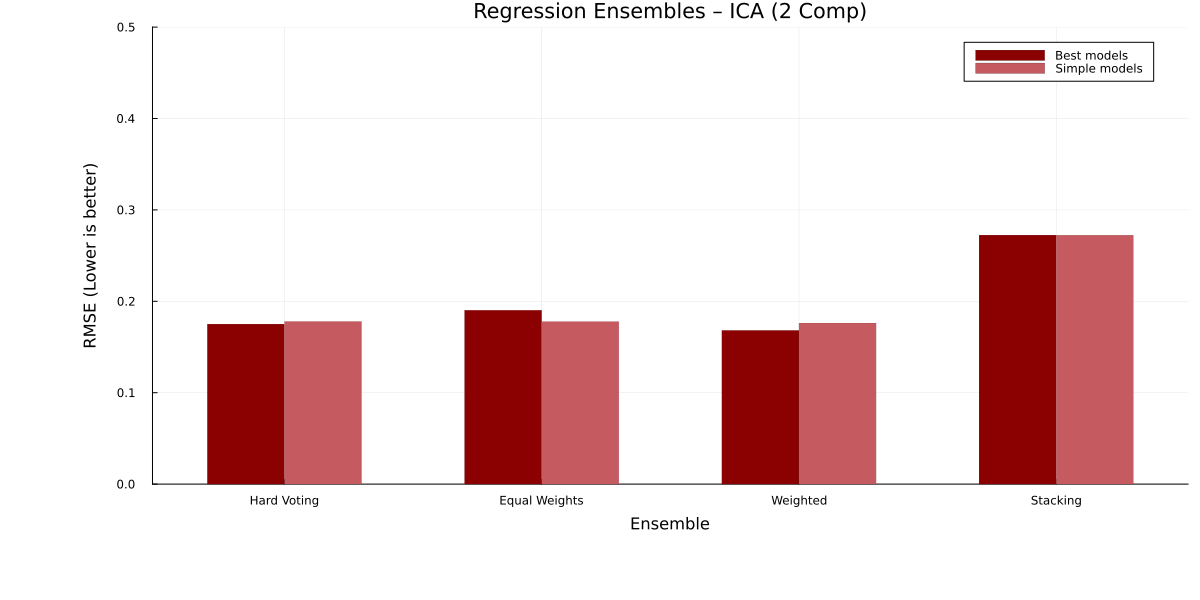 Regression Ensembles – ICA (2 Comp)
Best models
Simple models
RMSE (Lower is better)
0.5
0.4
0.3
0.2
0.1
0.0
Hard Voting
Equal Weights
Weighted
Stacking
Ensemble